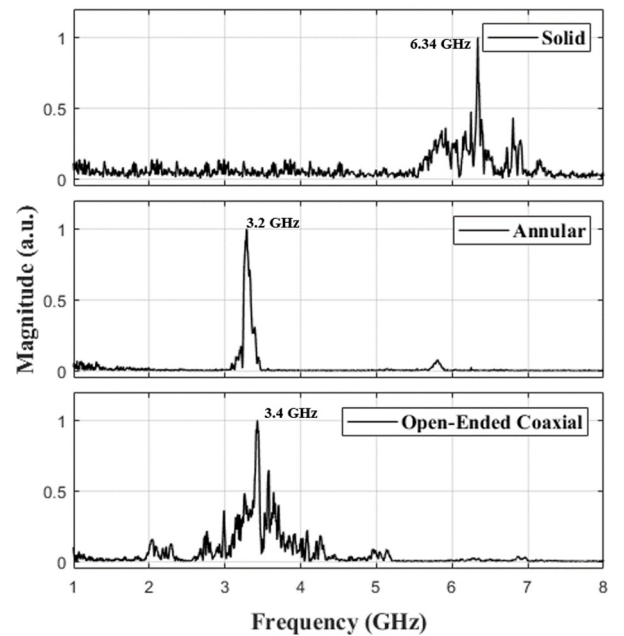 6.34 GHz
Solid
1
0.5
0
3.2 GHz
Annular
1
0.5
0
3.4 GHz
Open-Ended Coaxial
1
0.5
0
1 2 3 4 5 6 7 8
Magnitude (a.u.)
Frequency (GHz)